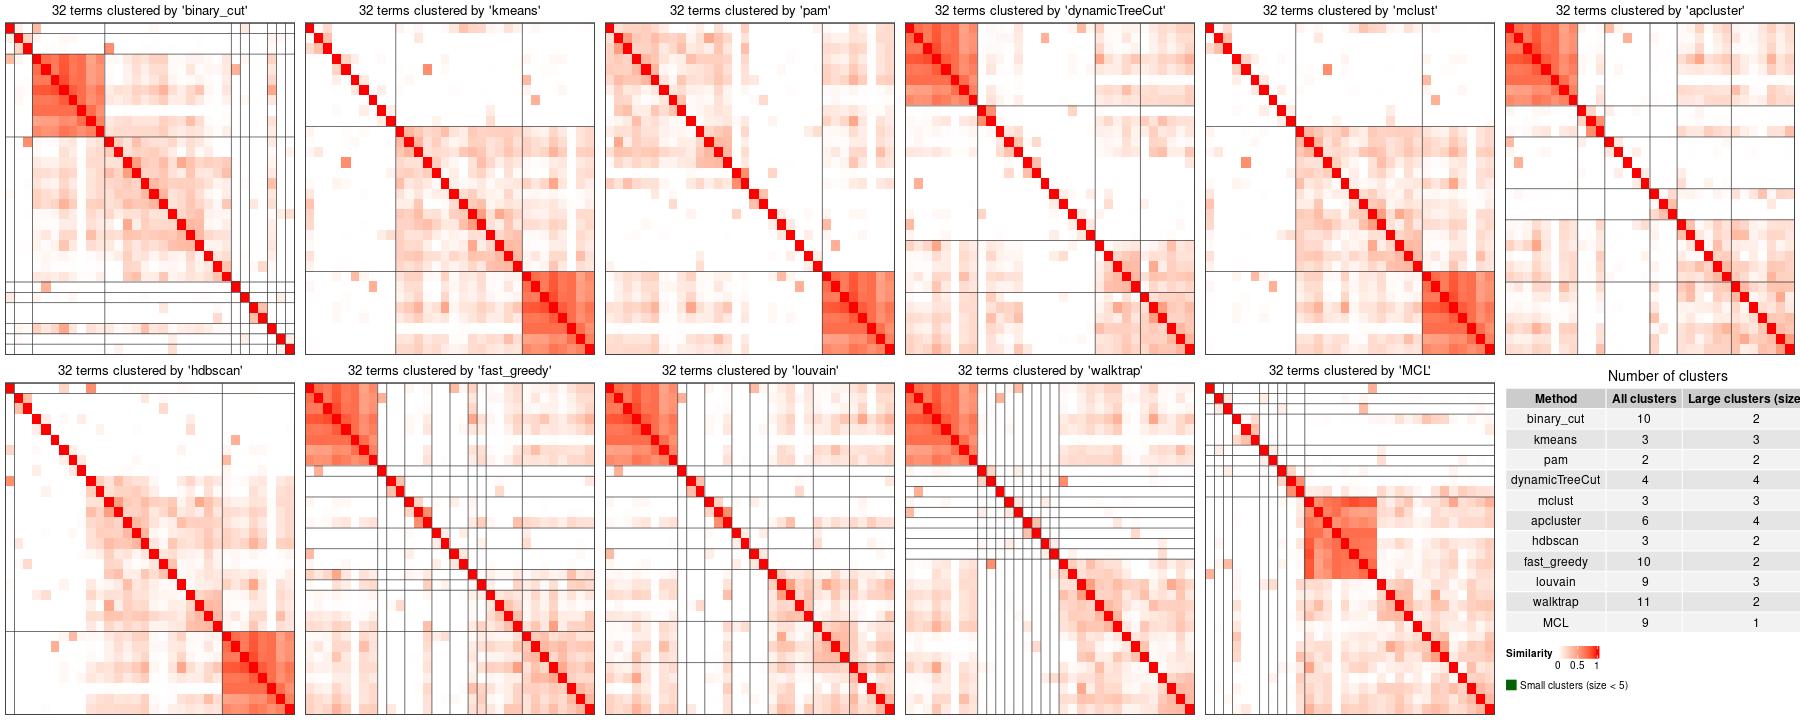 32 terms clustered by 'binary_cut'
32 terms clustered by 'kmeans'
32 terms clustered by 'pam'
32 terms clustered by 'dynamicTreeCut'
32 terms clustered by 'mclust'
32 terms clustered by 'apcluster'
32 terms clustered by 'hdbscan'
32 terms clustered by 'fast_greedy'
32 terms clustered by 'louvain'
32 terms clustered by 'walktrap'
32 terms clustered by 'MCL'
Number of clusters
Method All clusters Large clusters (size
binary_cut 10 2
kmeans 3 3
pam 2 2
dynamicTreeCut 4 4
mclust 3 3
apcluster 6 4
hdbscan 3 2
fast_greedy 10 2
louvain 9 3
walktrap 11 2
MCL 9 1
Similarity
0 0.5 1
Small clusters (size < 5)